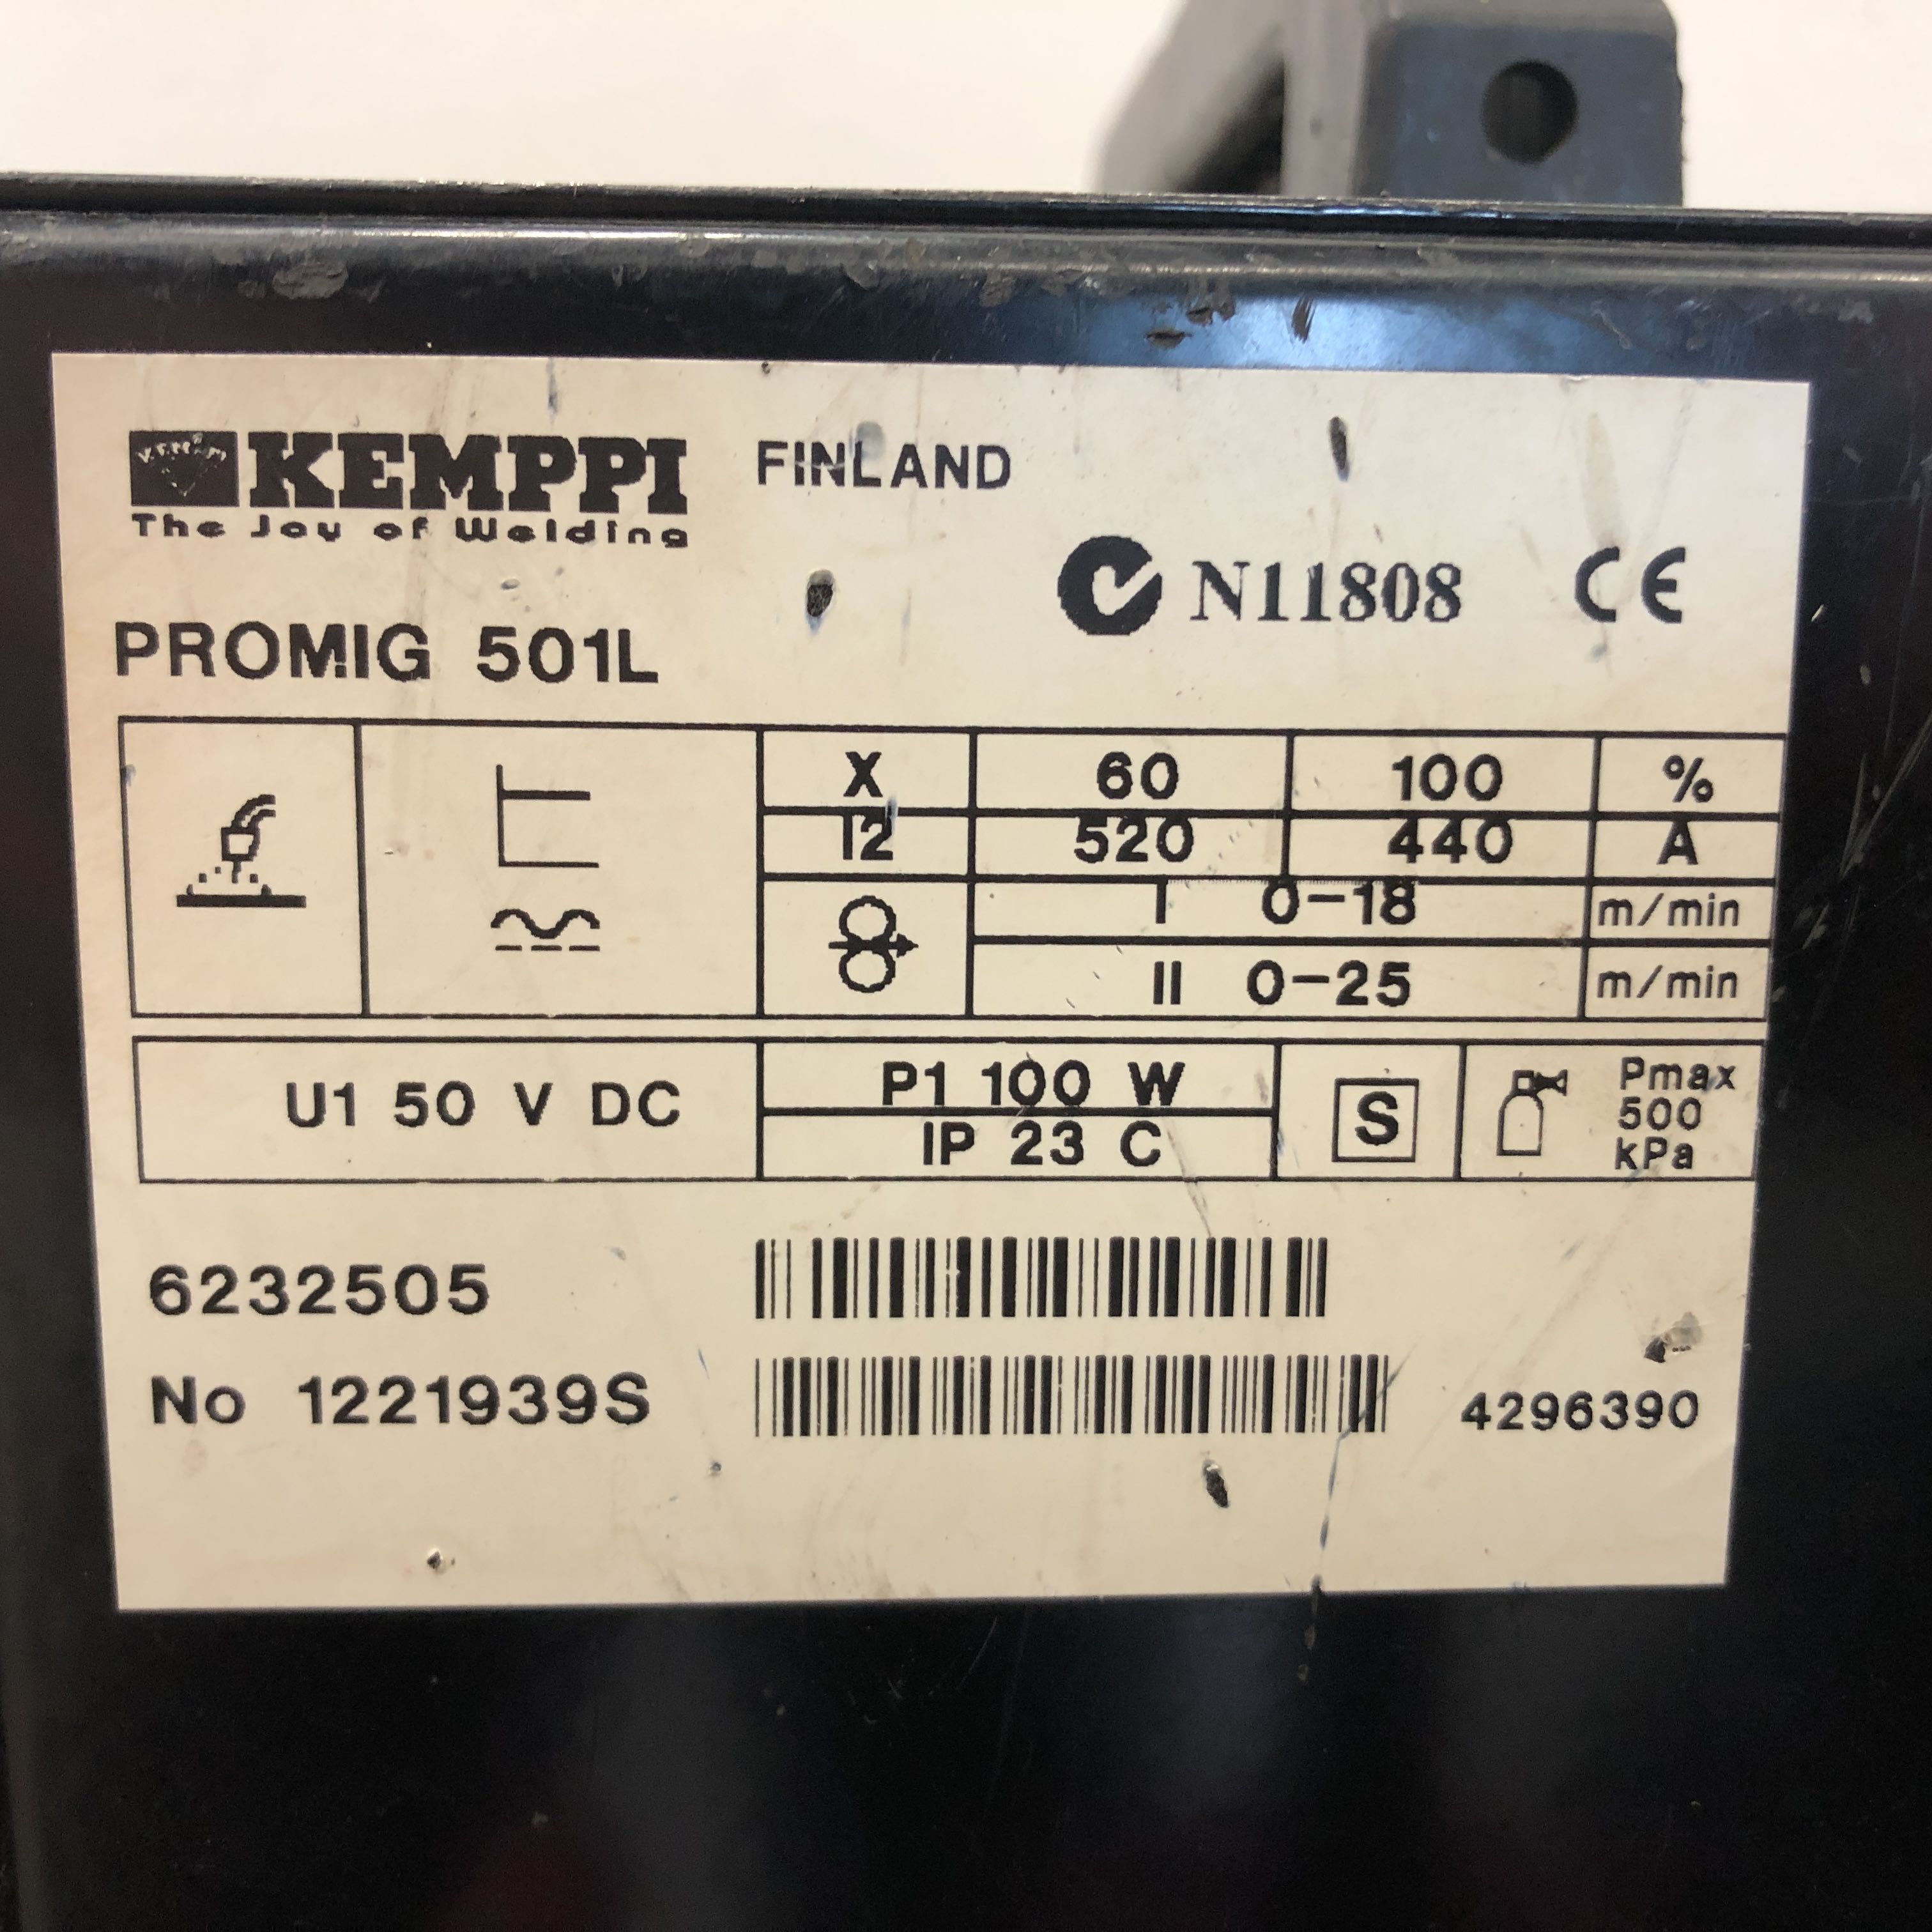 KEMPPI FINLAND
The Joy of Welding
N11808 CE
PROMIG 501L
X 60 100 %
I2 520 440 A
I 0-18 m/min
II 0-25 m/min
U1 50 V DC
P1 100 W
IP 23 C
S
Pmax
500
kPa
6232505
No 1221939S
4296390